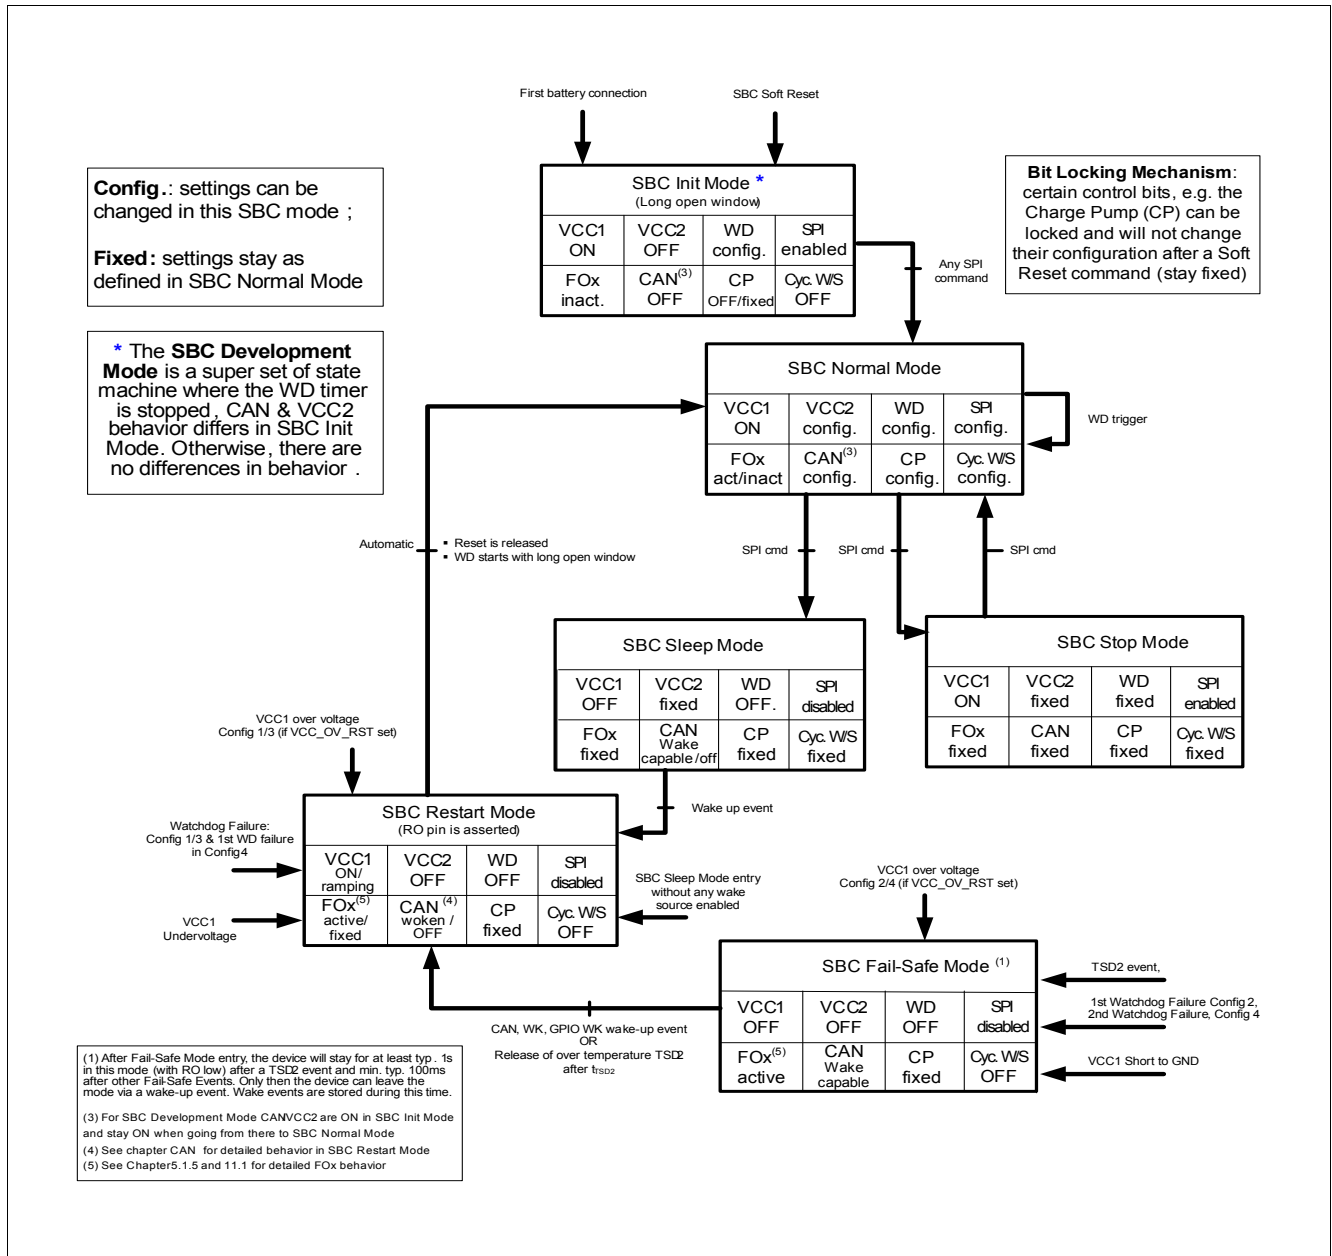 First battery connection
SBC Soft Reset
Config.: settings can be
changed in this SBC mode ;
Fixed: settings stay as
defined in SBC Normal Mode
SBC Init Mode *
(Long open window)
VCC1
ON
VCC2
OFF
WD
config.
SPI
enabled
FOx
inact.
CAN(3)
OFF
CP
OFF/fixed
Cyc. W/S
OFF
Bit Locking Mechanism:
certain control bits, e.g. the
Charge Pump (CP) can be
locked and will not change
their configuration after a Soft
Reset command (stay fixed)
Any SPI
command
* The SBC Development
Mode is a super set of state
machine where the WD timer
is stopped, CAN & VCC2
behavior differs in SBC Init
Mode. Otherwise, there are
no differences in behavior .
SBC Normal Mode
VCC1
ON
VCC2
config.
WD
config.
SPI
config.
FOx
act/inact
CAN(3)
config.
CP
config.
Cyc. W/S
config.
WD trigger
Automatic
▪ Reset is released
▪ WD starts with long open window
SPI cmd
SPI cmd
SPI cmd
SBC Sleep Mode
VCC1
OFF
VCC2
fixed
WD
OFF.
SPI
disabled
FOx
fixed
CAN
Wake
capable/off
CP
fixed
Cyc. W/S
fixed
SBC Stop Mode
VCC1
ON
VCC2
fixed
WD
fixed
SPI
enabled
FOx
fixed
CAN
fixed
CP
fixed
Cyc. W/S
fixed
VCC1 over voltage
Config 1/3 (if VCC_OV_RST set)
Wake up event
SBC Restart Mode
(RO pin is asserted)
VCC1
ON/
ramping
VCC2
OFF
WD
OFF
SPI
disabled
FOx(5)
active/
fixed
CAN (4)
woken /
OFF
CP
fixed
Cyc. W/S
OFF
Watchdog Failure:
Config 1/3 & 1st WD failure
in Config4
VCC1
Undervoltage
SBC Sleep Mode entry
without any wake
source enabled
VCC1 over voltage
Config 2/4 (if VCC_OV_RST set)
SBC Fail-Safe Mode (1)
VCC1
OFF
VCC2
OFF
WD
OFF
SPI
disabled
FOx(5)
active
CAN
Wake
capable
CP
fixed
Cyc. W/S
OFF
TSD2 event,
1st Watchdog Failure Config 2,
2nd Watchdog Failure, Config 4
VCC1 Short to GND
CAN, WK, GPIO WK wake-up event
OR
Release of over temperature TSD2
after tTSD2
(1) After Fail-Safe Mode entry, the device will stay for at least typ. 1s
in this mode (with RO low) after a TSD2 event and min. typ. 100ms
after other Fail-Safe Events. Only then the device can leave the
mode via a wake-up event. Wake events are stored during this time.
(3) For SBC Development Mode CAN/VCC2 are ON in SBC Init Mode
and stay ON when going from there to SBC Normal Mode
(4) See chapter CAN for detailed behavior in SBC Restart Mode
(5) See Chapter5.1.5 and 11.1 for detailed FOx behavior